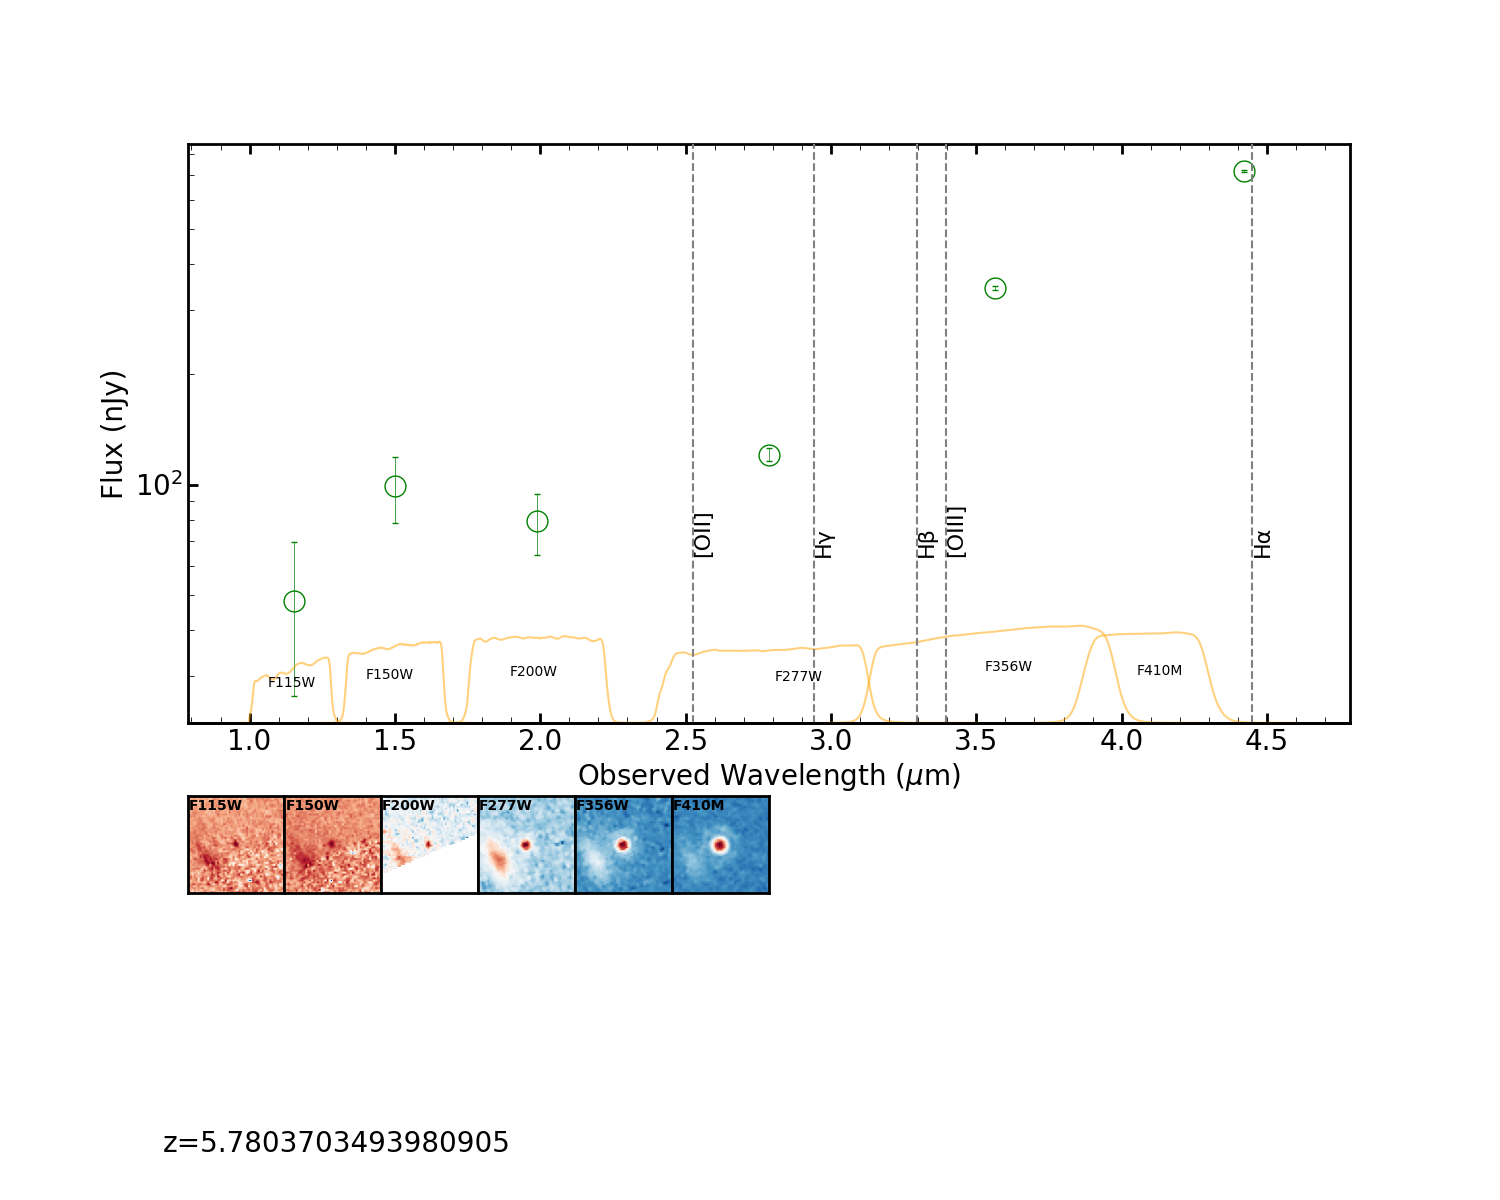 Flux (nJy)
10²
[OII]
Hγ
Hβ
[OIII]
Hα
F115W
F150W
F200W
F277W
F356W
F410M
1.0 1.5 2.0 2.5 3.0 3.5 4.0 4.5
Observed Wavelength (μm)
F115W F150W F200W F277W F356W F410M
z=5.7803703493980905